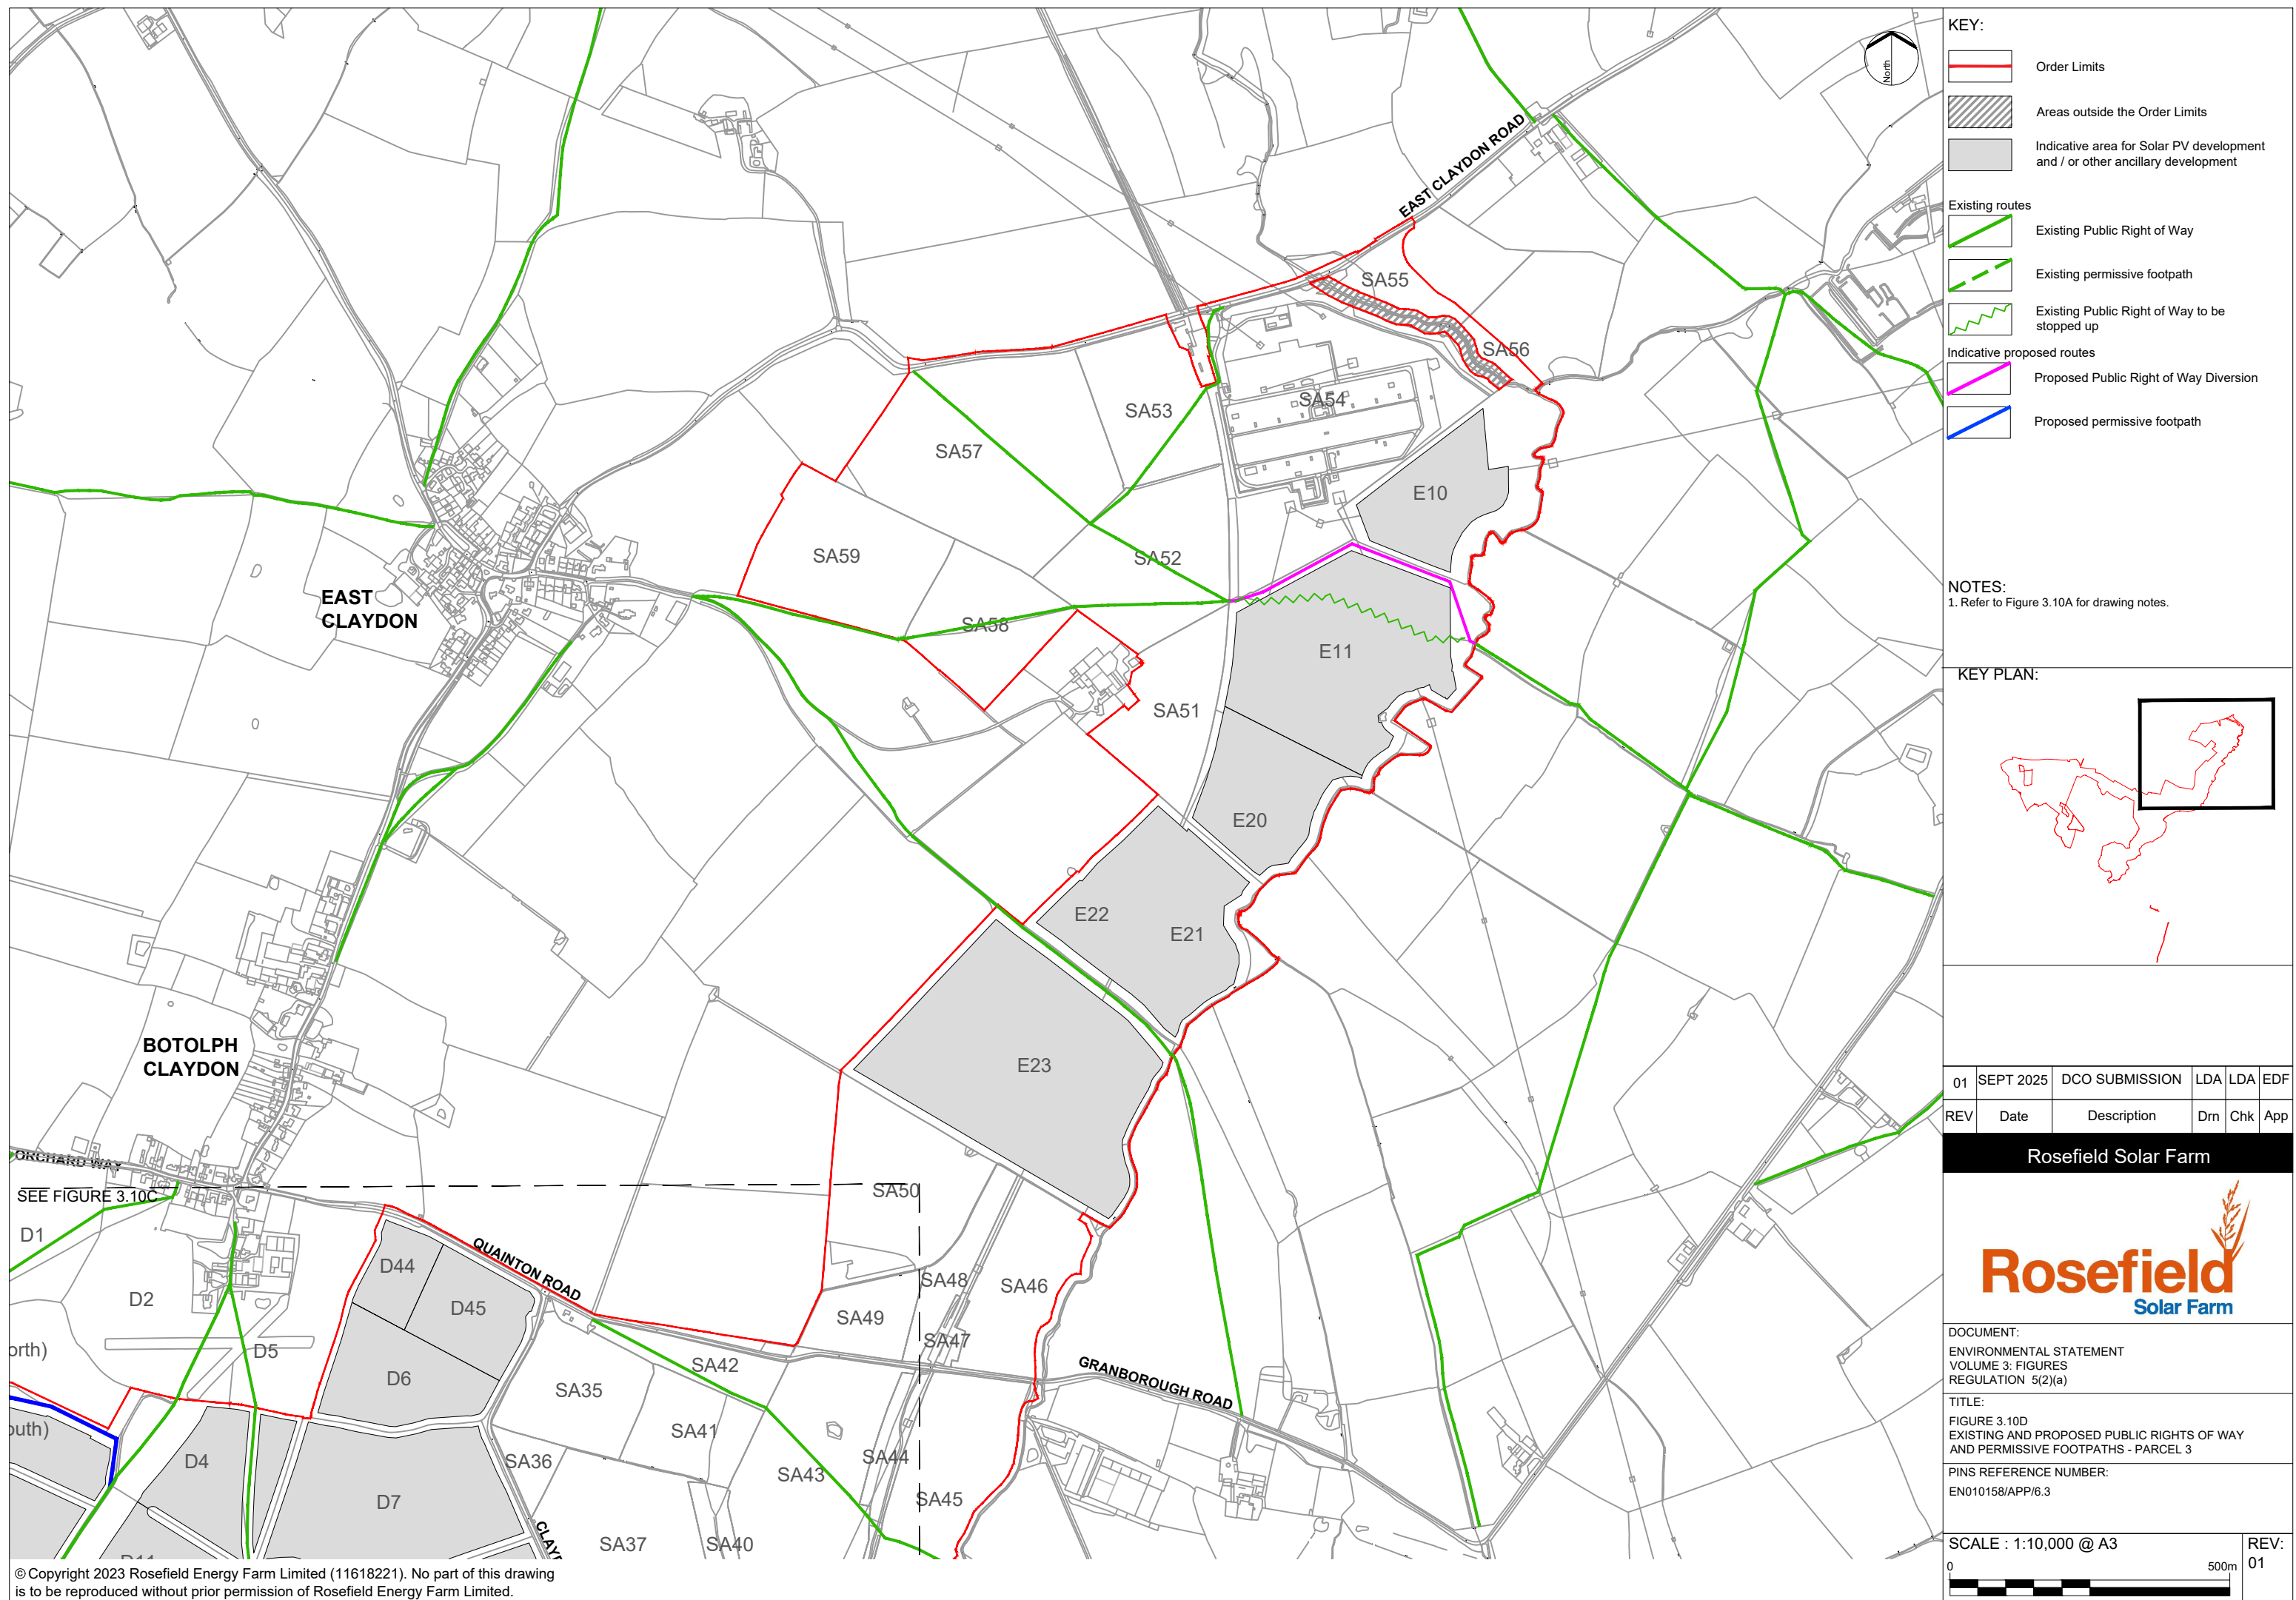 EAST CLAYDON ROAD
SA55
SA56
SA53
SA54
SA57
E10
SA59
SA52
EAST
CLAYDON
SA58
E11
SA51
E20
E22
E21
E23
BOTOLPH
CLAYDON
ORCHARD WAY
SEE FIGURE 3.10C
SA50
D1
D44
QUAINTON ROAD
SA48
SA46
D2
D45
SA49
SA47
D5
orth)
SA42
GRANBOROUGH ROAD
D6
SA35
outh)
SA41
D4
SA36
SA44
SA43
D7
SA45
CLAY
SA37
SA40
D11
© Copyright 2023 Rosefield Energy Farm Limited (11618221). No part of this drawing
is to be reproduced without prior permission of Rosefield Energy Farm Limited.
North
KEY:
Order Limits
Areas outside the Order Limits
Indicative area for Solar PV development
and / or other ancillary development
Existing routes
Existing Public Right of Way
Existing permissive footpath
Existing Public Right of Way to be
stopped up
Indicative proposed routes
Proposed Public Right of Way Diversion
Proposed permissive footpath
NOTES:
1. Refer to Figure 3.10A for drawing notes.
KEY PLAN:
01 SEPT 2025 DCO SUBMISSION LDA LDA EDF
REV Date Description Drn Chk App
Rosefield Solar Farm
Rosefield
Solar Farm
DOCUMENT:
ENVIRONMENTAL STATEMENT
VOLUME 3: FIGURES
REGULATION 5(2)(a)
TITLE:
FIGURE 3.10D
EXISTING AND PROPOSED PUBLIC RIGHTS OF WAY
AND PERMISSIVE FOOTPATHS - PARCEL 3
PINS REFERENCE NUMBER:
EN010158/APP/6.3
SCALE : 1:10,000 @ A3
REV:
01
0 500m